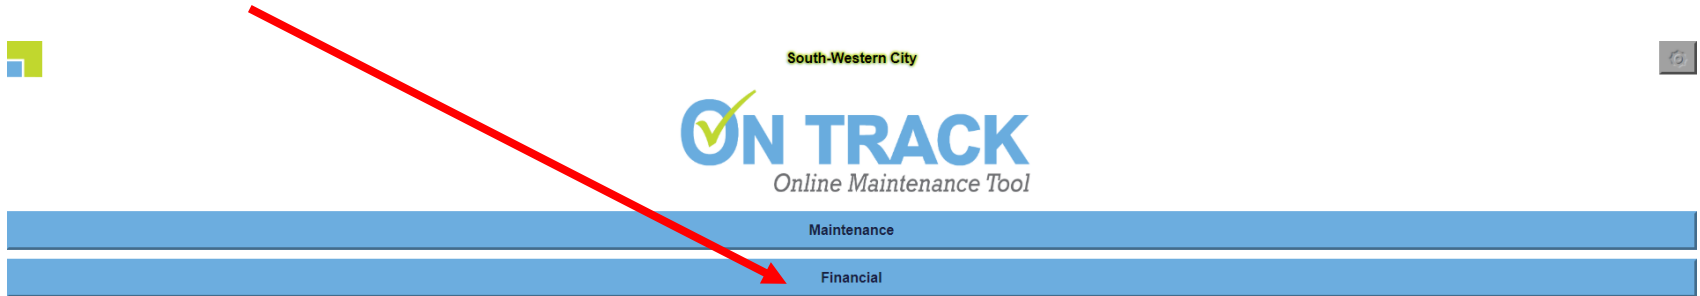 South-Western City
ON TRACK
Online Maintenance Tool
Maintenance
Financial